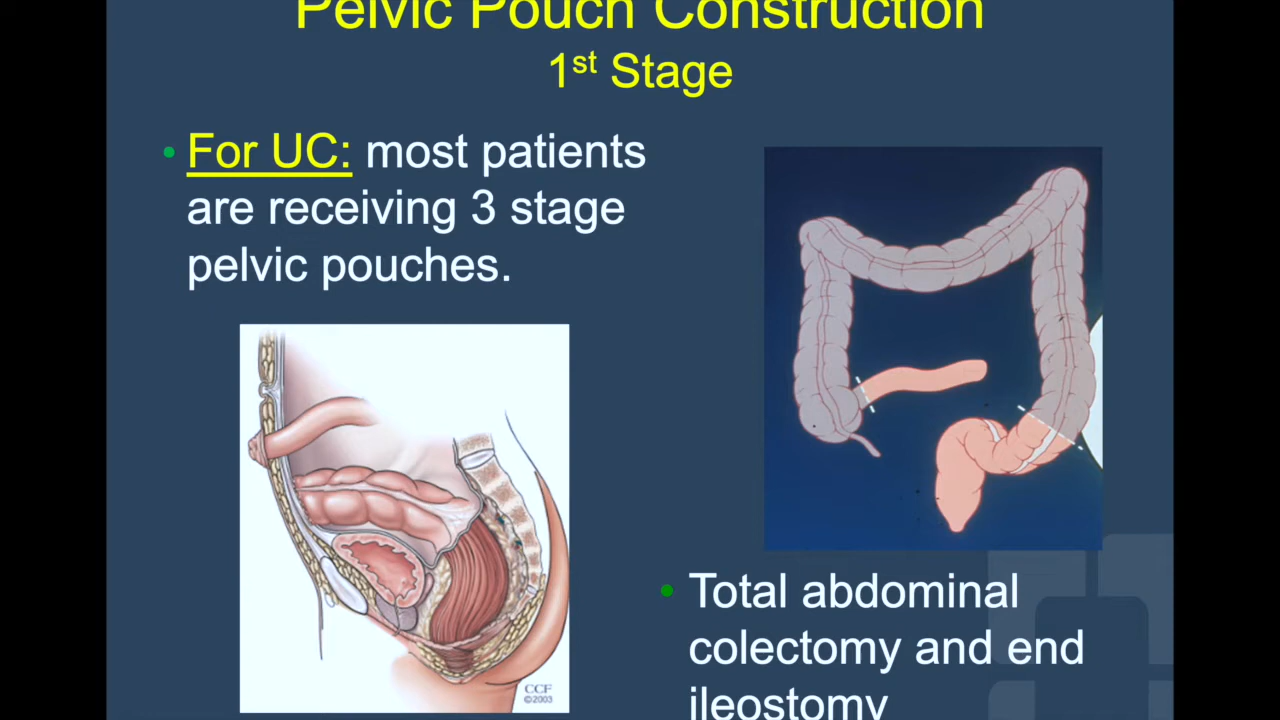 Pelvic Pouch Construction
1st Stage
• For UC: most patients
are receiving 3 stage
pelvic pouches.
CCF
©2003
• Total abdominal
colectomy and end
ileostomy